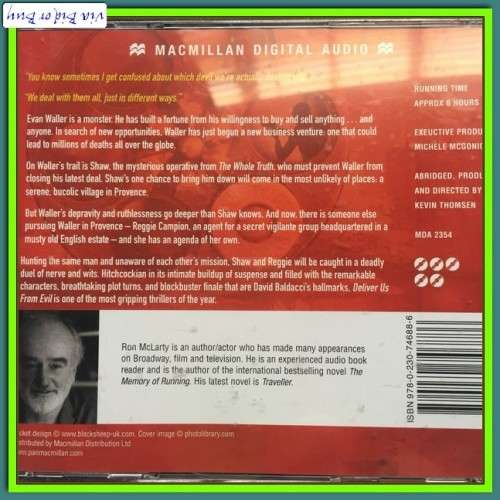 via Bid or Buy
MACMILLAN DIGITAL AUDIO
"You know sometimes I get confused about which devil we're actually
"We deal with them all, just in different ways."
Evan Waller is a monster. He has built a fortune from his willingness to buy and sell anything . . . and
anyone. In search of new opportunities, Waller has just begun a new business venture: one that could
lead to millions of deaths all over the globe.
On Waller's trail is Shaw, the mysterious operative from The Whole Truth, who must prevent Waller from
closing his latest deal. Shaw's one chance to bring him down will come in the most unlikely of places: a
serene, bucolic village in Provence.
But Waller's depravity and ruthlessness go deeper than Shaw knows. And now, there is someone else
pursuing Waller in Provence – Reggie Campion, an agent for a secret vigilante group headquartered in a
musty old English estate – and she has an agenda of her own.
Hunting the same man and unaware of each other's mission, Shaw and Reggie will be caught in a deadly
duel of nerve and wits. Hitchcockian in its intimate buildup of suspense and filled with the remarkable
characters, breathtaking plot turns, and blockbuster finale that are David Baldacci's hallmarks, Deliver Us
From Evil is one of the most gripping thrillers of the year.
RUNNING TIME
APPROX 6 HOURS
EXECUTIVE PRODU
MICHELE MCGONIG
ABRIDGED, PRODU
AND DIRECTED BY
KEVIN THOMSEN
MDA 2354
Ron McLarty is an author/actor who has made many appearances
on Broadway, film and television. He is an experienced audio book
reader and is the author of the international bestselling novel The
Memory of Running. His latest novel is Traveller.
ISBN 978-0-230-74688-6
cket design © www.blacksheep-uk.com. Cover image © photolibrary.com
stributed by Macmillan Distribution Ltd
ww.panmacmillan.com